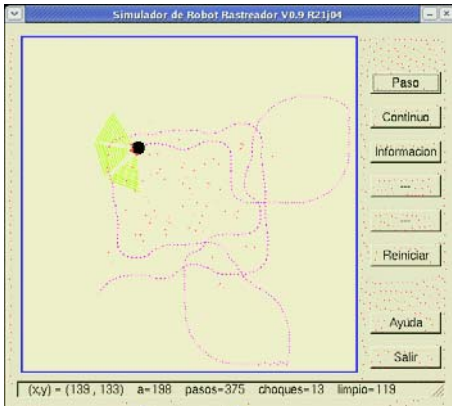 Simulador de Robot Rastreador V0.9 R21j04
Paso
Continuo
Informacion
---
---
Reiniciar
Ayuda
Salir
(x,y) = (139 , 133) a=198 pasos=375 choques=13 limpio=119